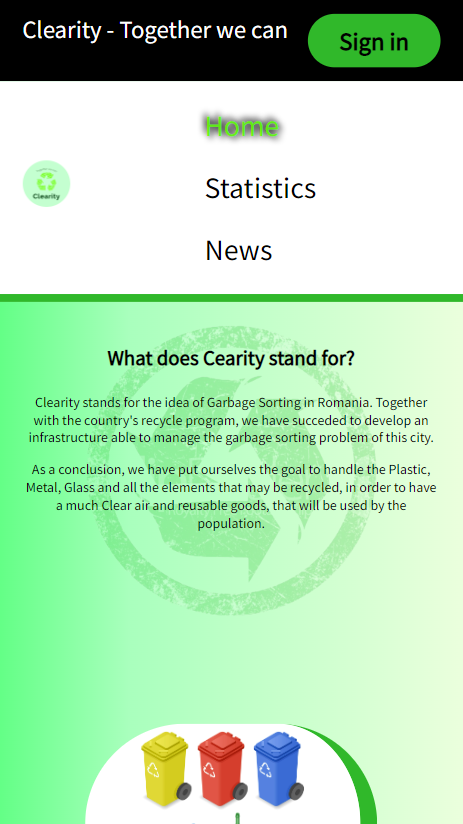 Clearity - Together we can
Sign in
Home
Clearity
Statistics
News
What does Cearity stand for?
Clearity stands for the idea of Garbage Sorting in Romania. Together
with the country's recycle program, we have succeded to develop an
infrastructure able to manage the garbage sorting problem of this city.
As a conclusion, we have put ourselves the goal to handle the Plastic,
Metal, Glass and all the elements that may be recycled, in order to have
a much Clear air and reusable goods, that will be used by the
population.